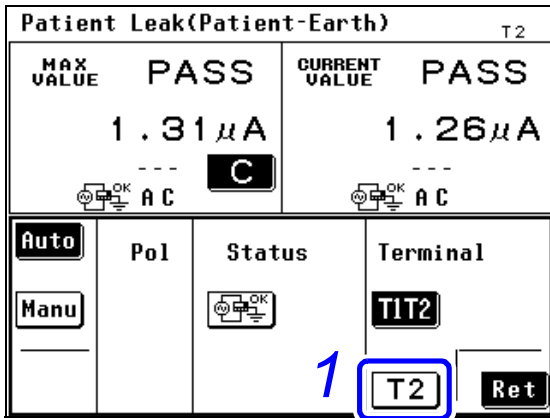 Patient Leak(Patient-Earth) T2
MAX VALUE PASS
1.31μA
---
C
OK AC
CURRENT VALUE PASS
1.26μA
---
OK AC
Auto Pol Status Terminal
Manu OK T1T2
1 T2 Ret